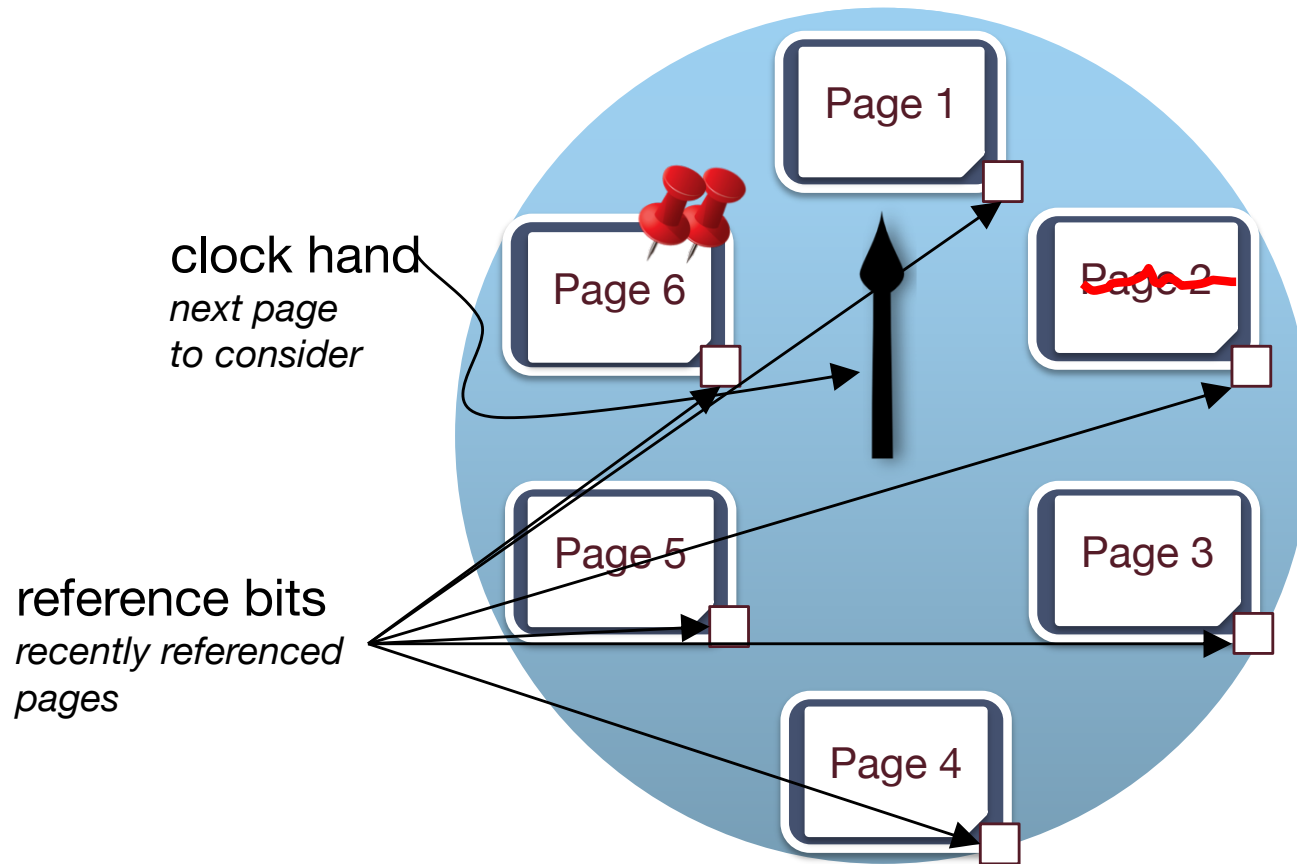 Page 1
clock hand
next page
to consider
Page 6
Page 2
Page 5
Page 3
reference bits
recently referenced
pages
Page 4